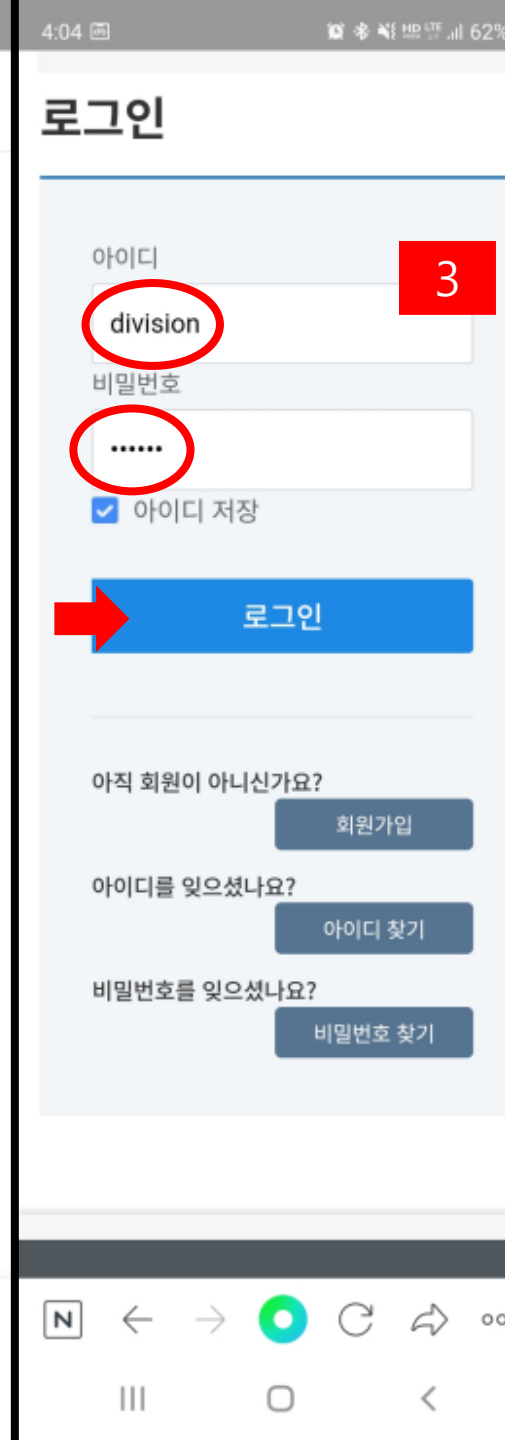 4:04
HD LTE 62%
로그인
아이디
3
division
비밀번호
••••••
아이디 저장
로그인
아직 회원이 아니신가요?
회원가입
아이디를 잊으셨나요?
아이디 찾기
비밀번호를 잊으셨나요?
비밀번호 찾기
N